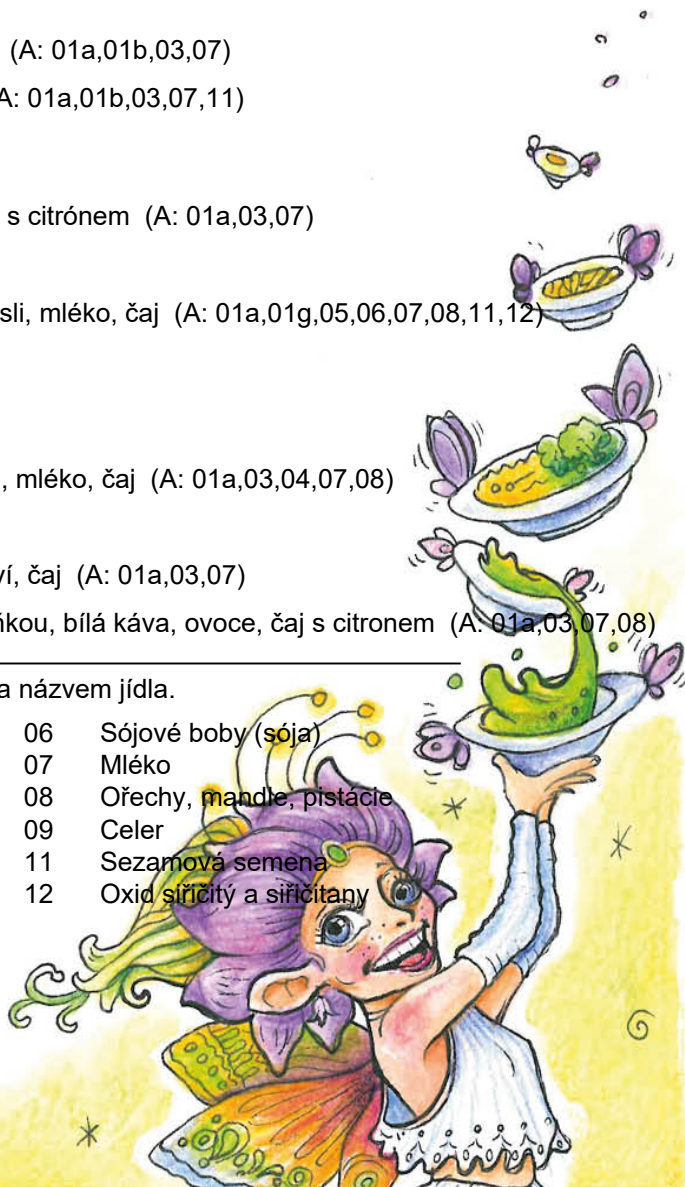 (A: 01a,01b,03,07)
A: 01a,01b,03,07,11)
s citrónem (A: 01a,03,07)
sli, mléko, čaj (A: 01a,01g,05,06,07,08,11,12)
, mléko, čaj (A: 01a,03,04,07,08)
ví, čaj (A: 01a,03,07)
ňkou, bílá káva, ovoce, čaj s citronem (A: 01a,03,07,08)
a názvem jídla.
06 Sójové boby (sója)
07 Mléko
08 Ořechy, mandle, pistácie
09 Celer
11 Sezamová semena
12 Oxid siřičitý a siřičitany